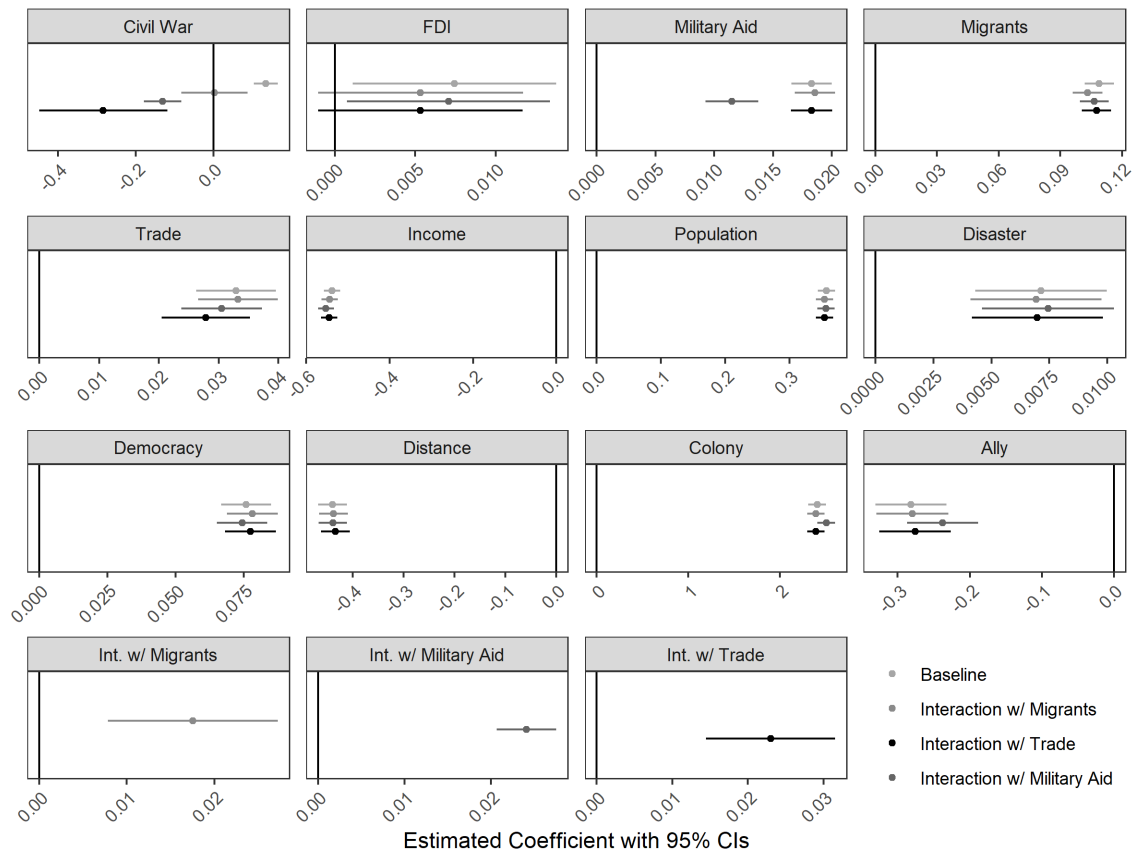 Civil War FDI Military Aid Migrants
-0.4 -0.2 0.0 0.000 0.005 0.010 0.000 0.005 0.010 0.015 0.020 0.00 0.03 0.06 0.09 0.12
Trade Income Population Disaster
0.00 0.01 0.02 0.03 0.04 -0.6 -0.4 -0.2 0.0 0.0 0.1 0.2 0.3 0.0000 0.0025 0.0050 0.0075 0.0100
Democracy Distance Colony Ally
0.000 0.025 0.050 0.075 -0.4 -0.3 -0.2 -0.1 0.0 0 1 2 -0.3 -0.2 -0.1 0.0
Int. w/ Migrants Int. w/ Military Aid Int. w/ Trade
0.00 0.01 0.02 0.00 0.01 0.02 0.00 0.01 0.02 0.03
Baseline
Interaction w/ Migrants
Interaction w/ Trade
Interaction w/ Military Aid
Estimated Coefficient with 95% CIs